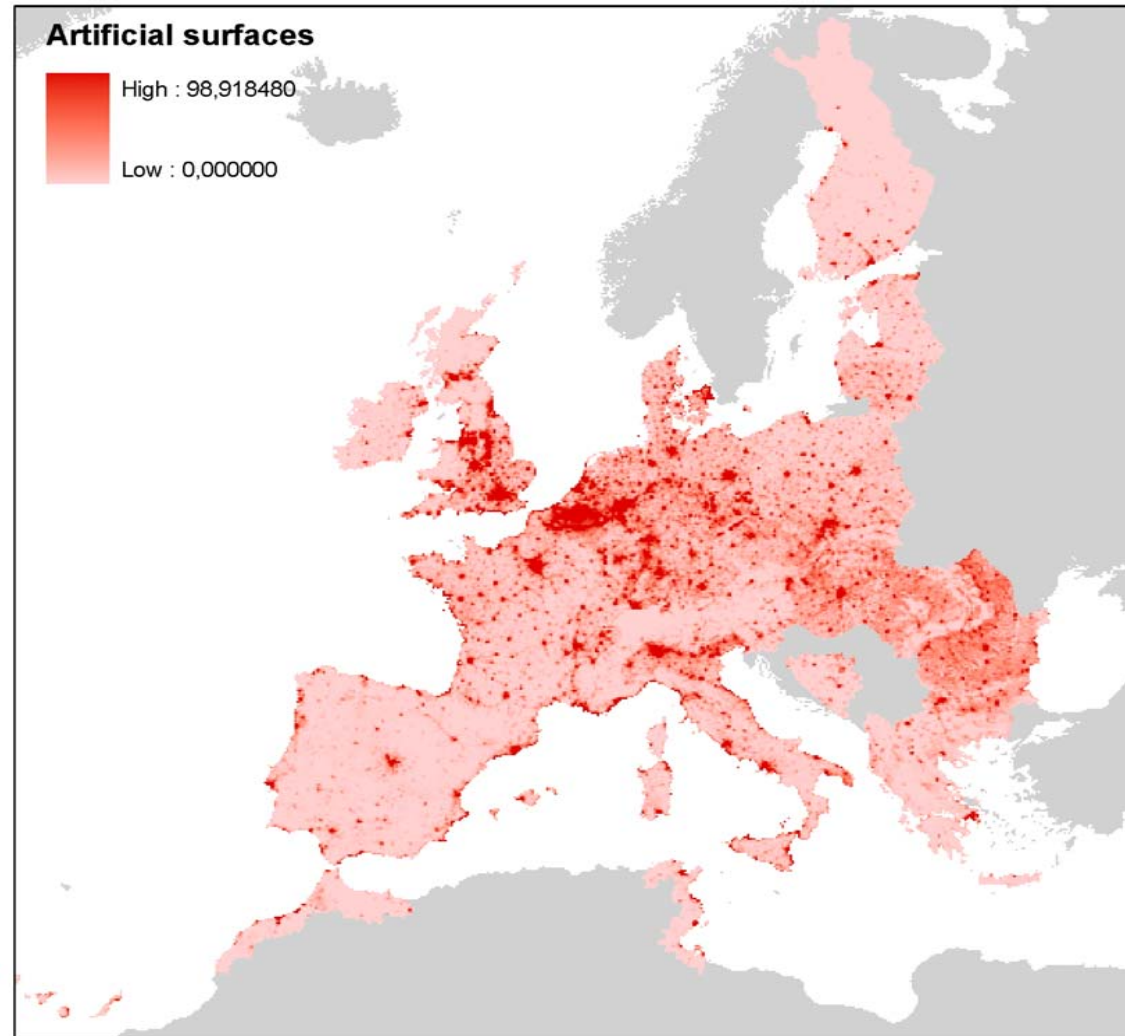 Artificial surfaces
High : 98,918480
Low : 0,000000